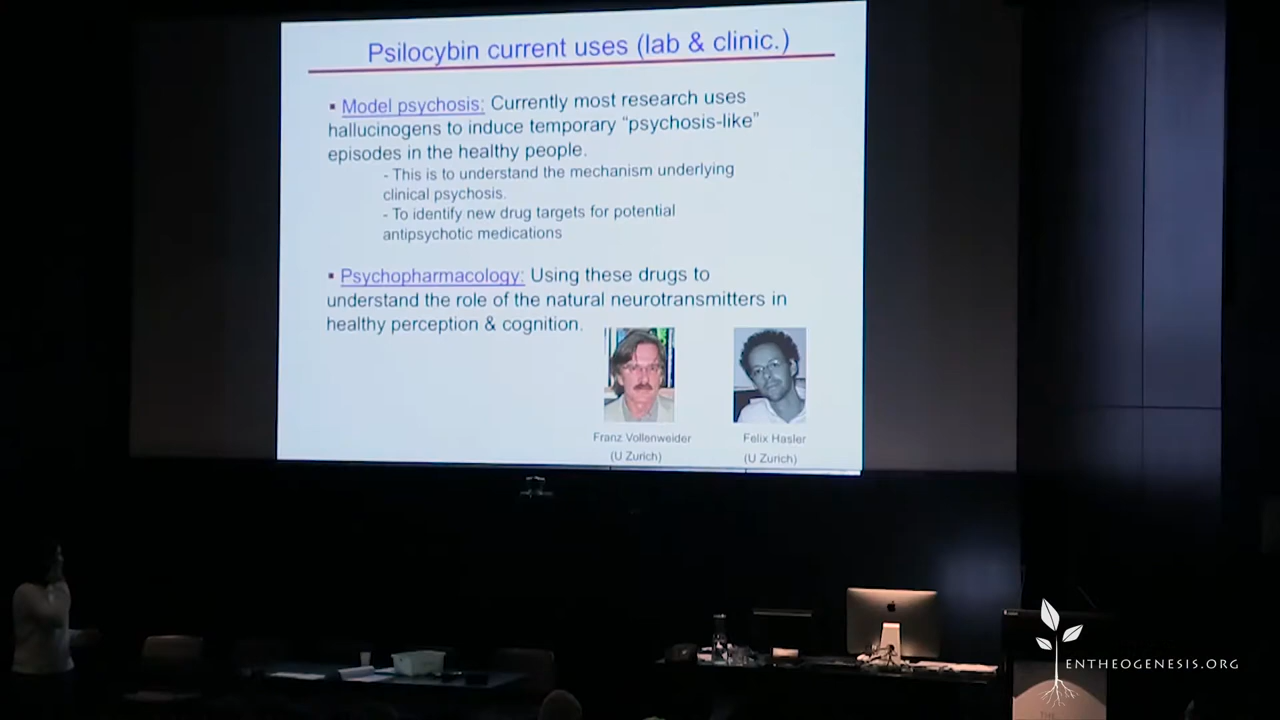 Psilocybin current uses (lab & clinic.)
▪ Model psychosis: Currently most research uses
hallucinogens to induce temporary “psychosis-like”
episodes in the healthy people.
- This is to understand the mechanism underlying
clinical psychosis.
- To identify new drug targets for potential
antipsychotic medications
▪ Psychopharmacology: Using these drugs to
understand the role of the natural neurotransmitters in
healthy perception & cognition.
Franz Vollenweider
(U Zurich)
Felix Hasler
(U Zurich)
ENTHEOGENESIS.ORG